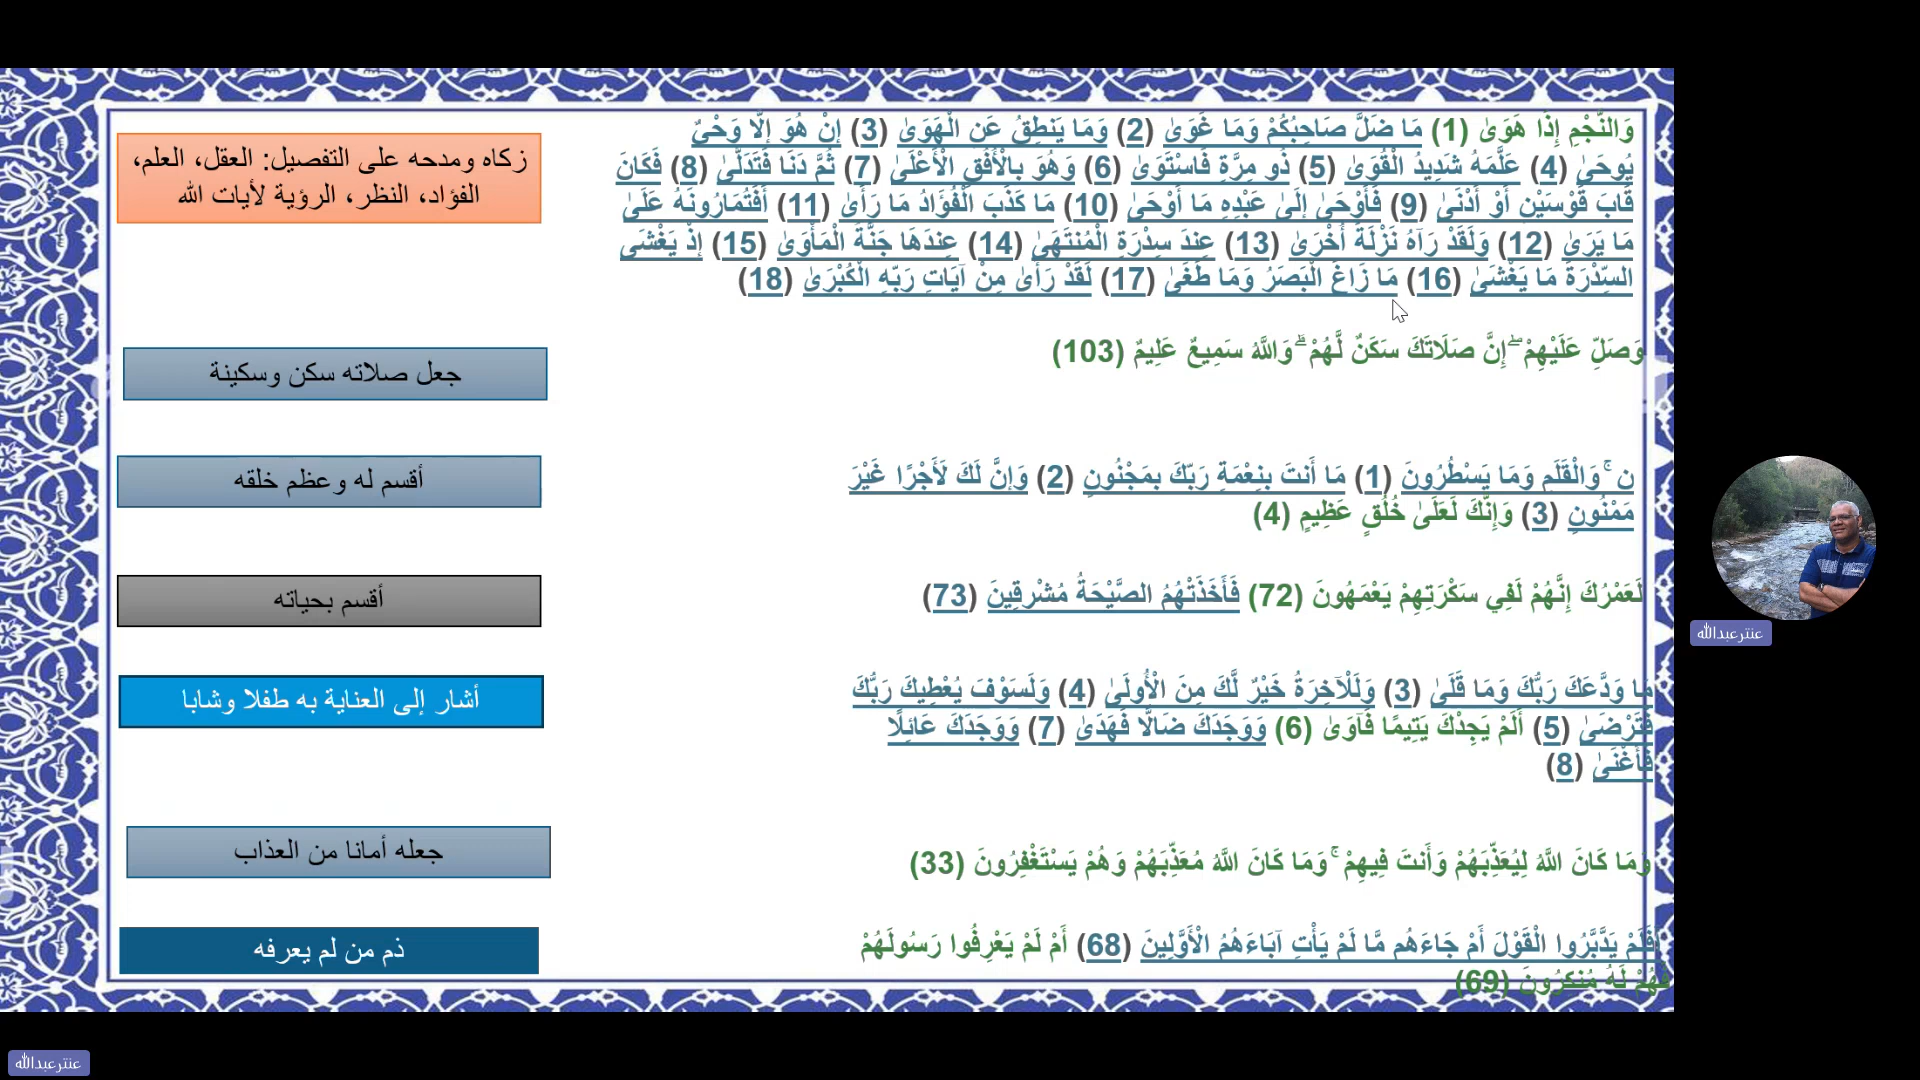 وَالنَّجْمِ إِذَا هَوَىٰ (1) مَا ضَلَّ صَاحِبُكُمْ وَمَا غَوَىٰ (2) وَمَا يَنطِقُ عَنِ الْهَوَىٰ (3) إِنْ هُوَ إِلَّا وَحْيٌ
يُوحَىٰ (4) عَلَّمَهُ شَدِيدُ الْقُوَىٰ (5) ذُو مِرَّةٍ فَاسْتَوَىٰ (6) وَهُوَ بِالْأُفُقِ الْأَعْلَىٰ (7) ثُمَّ دَنَا فَتَدَلَّىٰ (8) فَكَانَ
قَابَ قَوْسَيْنِ أَوْ أَدْنَىٰ (9) فَأَوْحَىٰ إِلَىٰ عَبْدِهِ مَا أَوْحَىٰ (10) مَا كَذَبَ الْفُؤَادُ مَا رَأَىٰ (11) أَفَتُمَارُونَهُ عَلَىٰ
مَا يَرَىٰ (12) وَلَقَدْ رَآهُ نَزْلَةً أُخْرَىٰ (13) عِندَ سِدْرَةِ الْمُنتَهَىٰ (14) عِندَهَا جَنَّةُ الْمَأْوَىٰ (15) إِذْ يَغْشَى
السِّدْرَةَ مَا يَغْشَىٰ (16) مَا زَاغَ الْبَصَرُ وَمَا طَغَىٰ (17) لَقَدْ رَأَىٰ مِنْ آيَاتِ رَبِّهِ الْكُبْرَىٰ (18)
زكاه ومدحه على التفصيل: العقل، العلم،
الفؤاد، النظر، الرؤية لأيات الله
وَصَلِّ عَلَيْهِمْ ۖ إِنَّ صَلَاتَكَ سَكَنٌ لَّهُمْ ۗ وَاللَّهُ سَمِيعٌ عَلِيمٌ (103)
جعل صلاته سكن وسكينة
ن ۚ وَالْقَلَمِ وَمَا يَسْطُرُونَ (1) مَا أَنتَ بِنِعْمَةِ رَبِّكَ بِمَجْنُونٍ (2) وَإِنَّ لَكَ لَأَجْرًا غَيْرَ
مَمْنُونٍ (3) وَإِنَّكَ لَعَلَىٰ خُلُقٍ عَظِيمٍ (4)
أقسم له وعظم خلقه
لَعَمْرُكَ إِنَّهُمْ لَفِي سَكْرَتِهِمْ يَعْمَهُونَ (72) فَأَخَذَتْهُمُ الصَّيْحَةُ مُشْرِقِينَ (73)
أقسم بحياته
مَا وَدَّعَكَ رَبُّكَ وَمَا قَلَىٰ (3) وَلَلْآخِرَةُ خَيْرٌ لَّكَ مِنَ الْأُولَىٰ (4) وَلَسَوْفَ يُعْطِيكَ رَبُّكَ
فَتَرْضَىٰ (5) أَلَمْ يَجِدْكَ يَتِيمًا فَآوَىٰ (6) وَوَجَدَكَ ضَالًّا فَهَدَىٰ (7) وَوَجَدَكَ عَائِلًا
فَأَغْنَىٰ (8)
أشار إلى العناية به طفلا وشابا
وَمَا كَانَ اللَّهُ لِيُعَذِّبَهُمْ وَأَنتَ فِيهِمْ ۚ وَمَا كَانَ اللَّهُ مُعَذِّبَهُمْ وَهُمْ يَسْتَغْفِرُونَ (33)
جعله أمانا من العذاب
أَفَلَمْ يَدَّبَّرُوا الْقَوْلَ أَمْ جَاءَهُم مَّا لَمْ يَأْتِ آبَاءَهُمُ الْأَوَّلِينَ (68) أَمْ لَمْ يَعْرِفُوا رَسُولَهُمْ
فَهُمْ لَهُ مُنكِرُونَ (69)
ذم من لم يعرفه
عنترعبدالله
عنترعبدالله